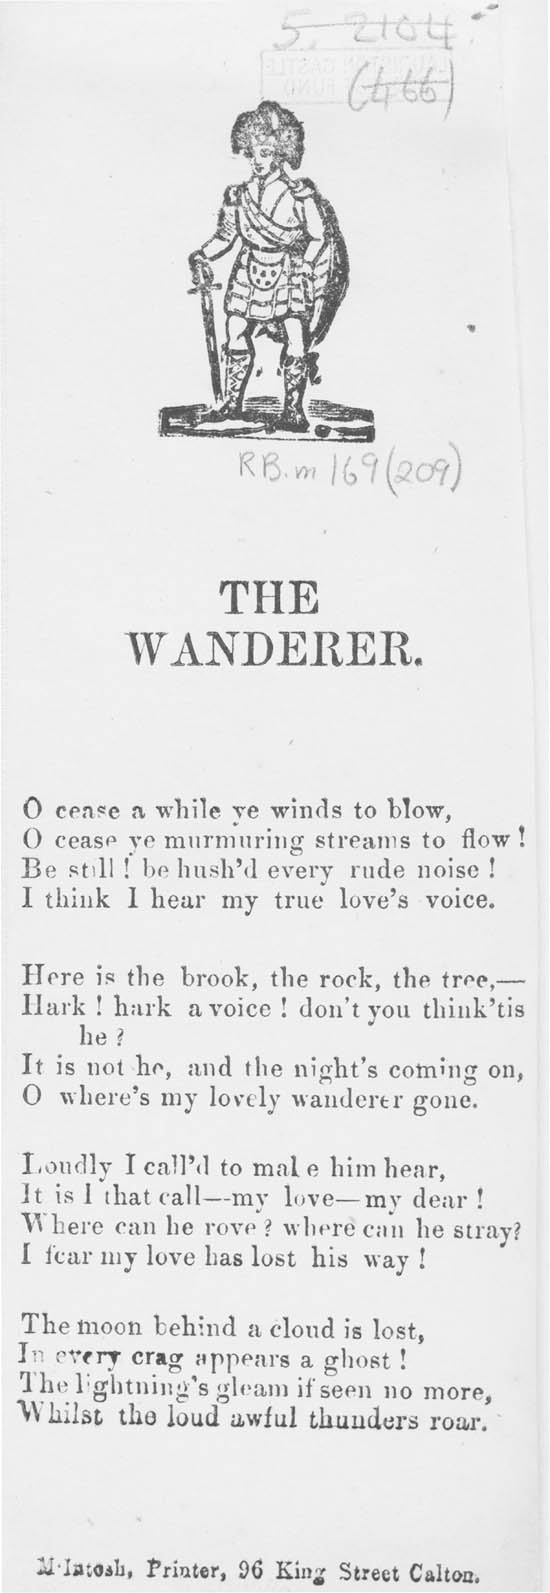 5. 2104
(466)
R.B.m 169(209)
THE
WANDERER.
O cease a while ye winds to blow,
O cease ye murmuring streams to flow !
Be still ! be hush'd every rude noise !
I think I hear my true love's voice.
Here is the brook, the rock, the tree,—
Hark ! hark a voice ! don't you think'tis
he ?
It is not he, and the night's coming on,
O where's my lovely wanderer gone.
Loudly I call'd to make him hear,
It is I that call—-my love—my dear !
Where can he rove ? where can he stray?
I fear my love has lost his way !
The moon behind a cloud is lost,
In every crag appears a ghost !
The lightning's gleam if seen no more,
Whilst the loud awful thunders roar.
M'Intosh, Printer, 96 King Street Calton.